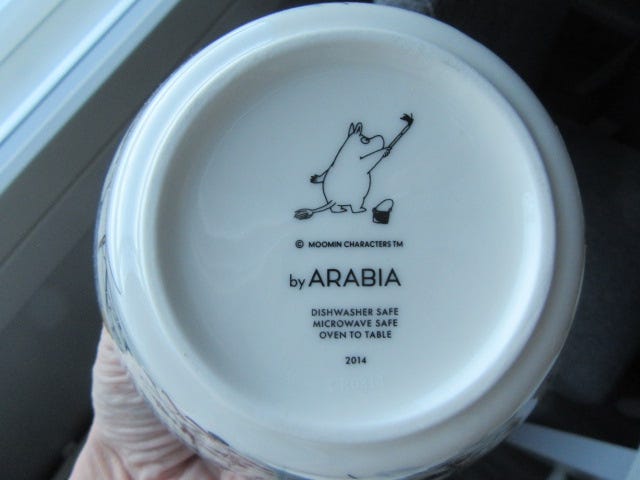 © MOOMIN CHARACTERS TM
by ARABIA
DISHWASHER SAFE
MICROWAVE SAFE
OVEN TO TABLE
2014